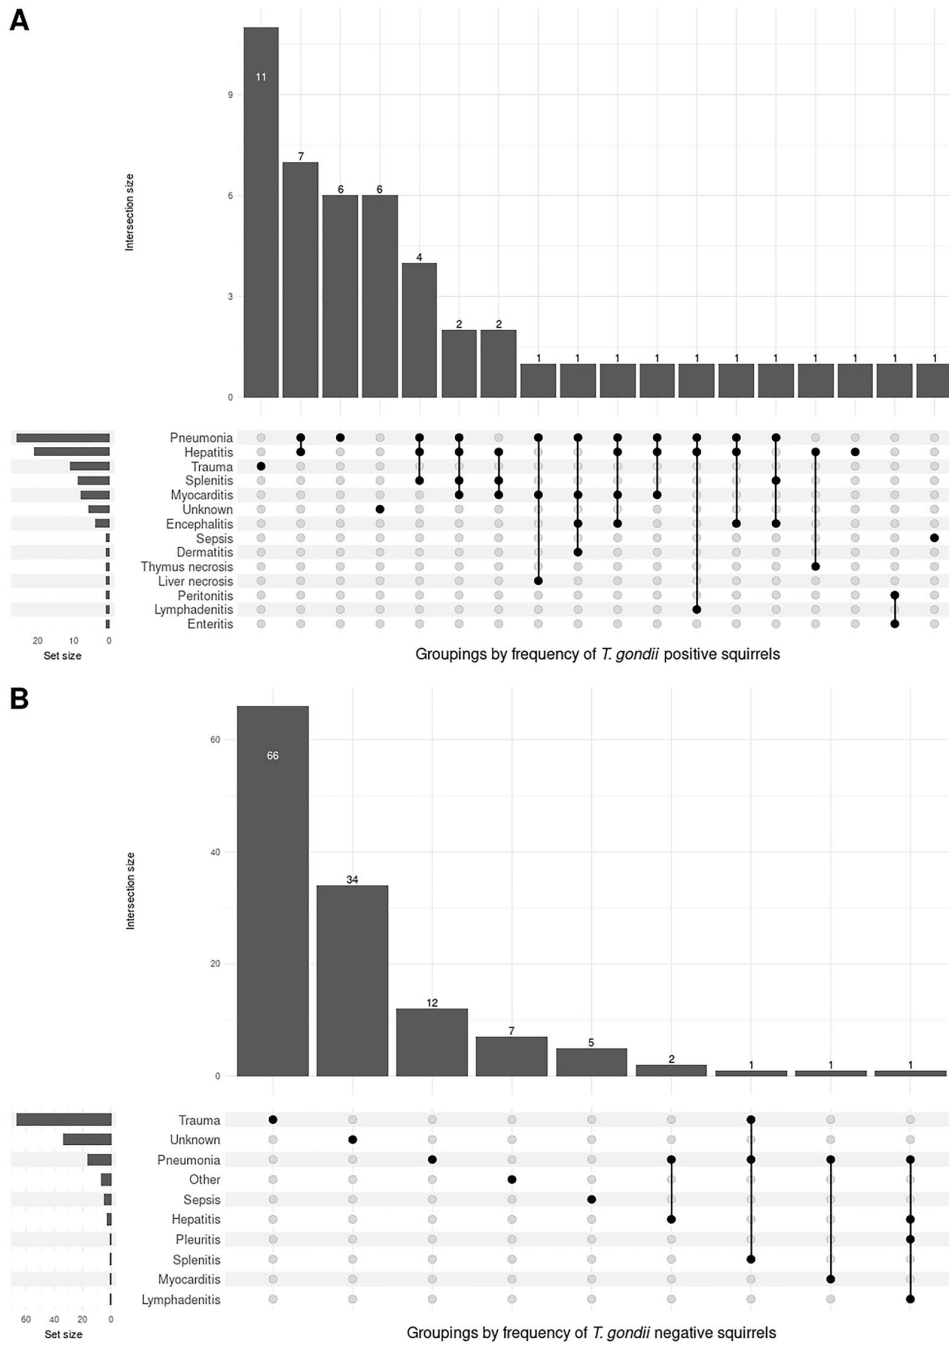 A
11
7
6
6
4
2
2
1
1
1
1
1
1
1
1
1
1
1
9
6
3
0
Intersection size
Pneumonia
Hepatitis
Trauma
Splenitis
Myocarditis
Unknown
Encephalitis
Sepsis
Dermatitis
Thymus necrosis
Liver necrosis
Peritonitis
Lymphadenitis
Enteritis
20 10 0
Set size
Groupings by frequency of T. gondii positive squirrels
B
66
34
12
7
5
2
1
1
1
60
40
20
0
Intersection size
Trauma
Unknown
Pneumonia
Other
Sepsis
Hepatitis
Pleuritis
Splenitis
Myocarditis
Lymphadenitis
60 40 20 0
Set size
Groupings by frequency of T. gondii negative squirrels